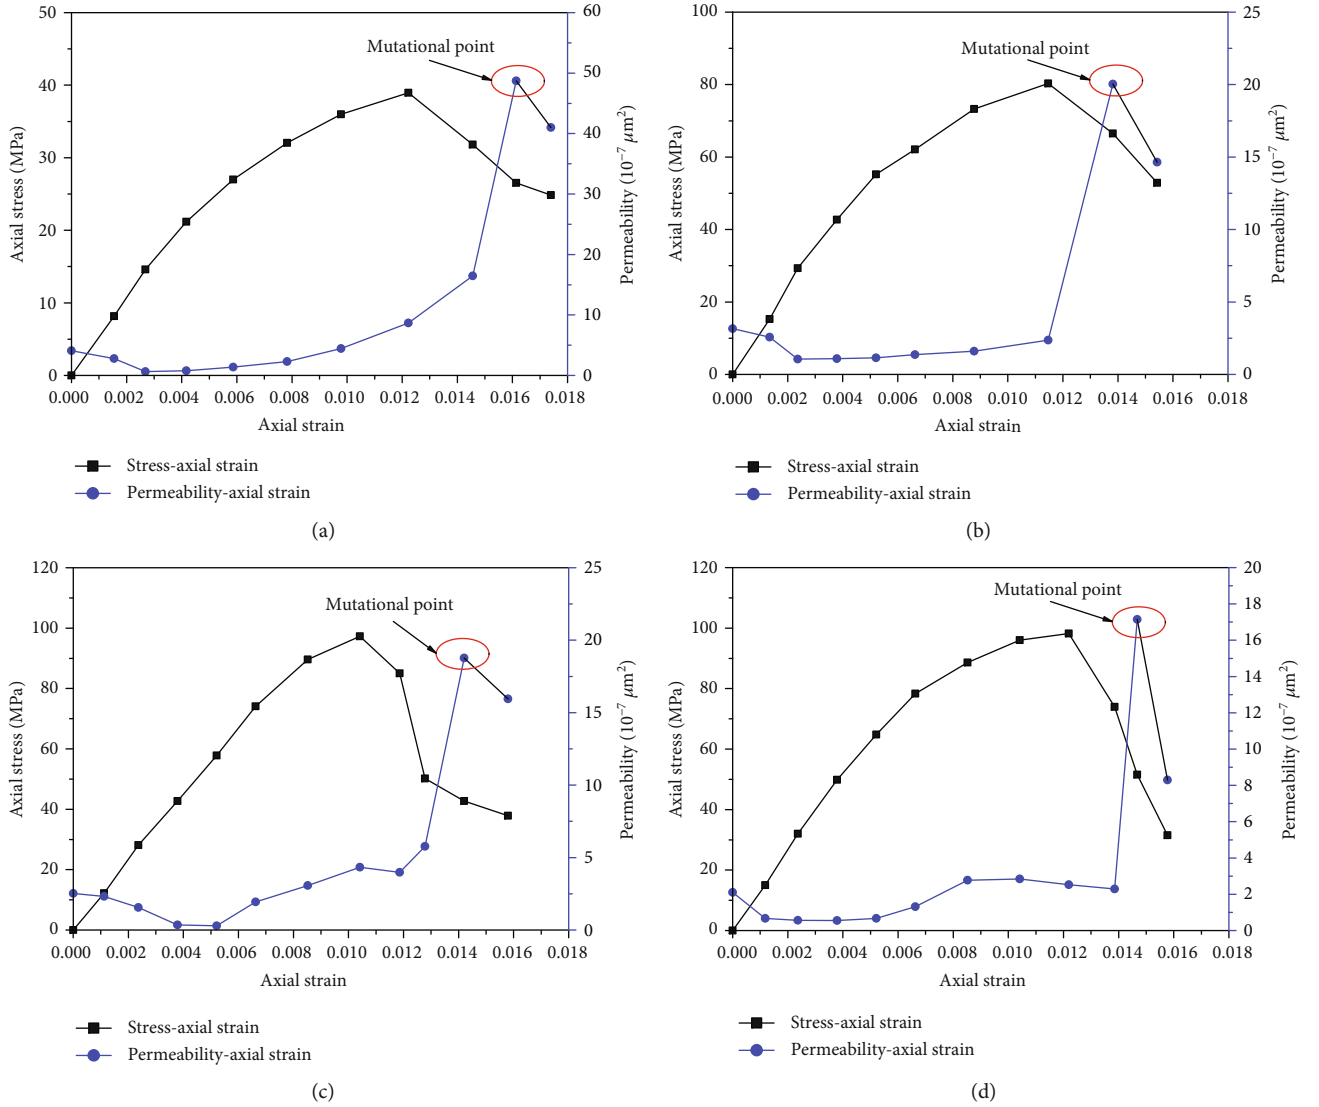 50
40
30
20
10
0
Axial stress (MPa)
60
50
40
30
20
10
0
Permeability (10⁻⁷ μm²)
Mutational point
0.000 0.002 0.004 0.006 0.008 0.010 0.012 0.014 0.016 0.018
Axial strain
Stress-axial strain
Permeability-axial strain
(a)
100
80
60
40
20
0
Axial stress (MPa)
25
20
15
10
5
0
Permeability (10⁻⁷ μm²)
Mutational point
0.000 0.002 0.004 0.006 0.008 0.010 0.012 0.014 0.016 0.018
Axial strain
Stress-axial strain
Permeability-axial strain
(b)
120
100
80
60
40
20
0
Axial stress (MPa)
25
20
15
10
5
0
Permeability (10⁻⁷ μm²)
Mutational point
0.000 0.002 0.004 0.006 0.008 0.010 0.012 0.014 0.016 0.018
Axial strain
Stress-axial strain
Permeability-axial strain
(c)
120
100
80
60
40
20
0
Axial stress (MPa)
20
18
16
14
12
10
8
6
4
2
0
Permeability (10⁻⁷ μm²)
Mutational point
0.000 0.002 0.004 0.006 0.008 0.010 0.012 0.014 0.016 0.018
Axial strain
Stress-axial strain
Permeability-axial strain
(d)